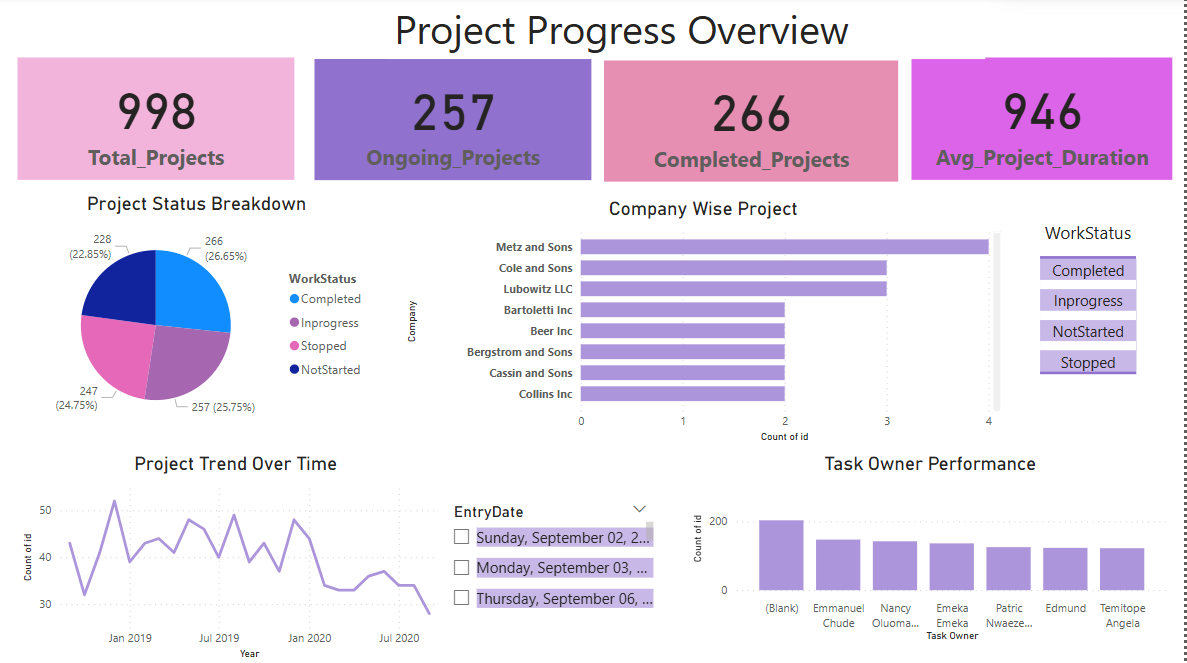 Project Progress Overview
998
Total_Projects
257
Ongoing_Projects
266
Completed_Projects
946
Avg_Project_Duration
Project Status Breakdown
228
(22.85%)
266
(26.65%)
247
(24.75%)
257 (25.75%)
WorkStatus
Completed
Inprogress
Stopped
NotStarted
Company Wise Project
Company
Metz and Sons
Cole and Sons
Lubowitz LLC
Bartoletti Inc
Beer Inc
Bergstrom and Sons
Cassin and Sons
Collins Inc
0 1 2 3 4
Count of id
WorkStatus
Completed
Inprogress
NotStarted
Stopped
Project Trend Over Time
Count of id
50
40
30
Jan 2019 Jul 2019 Jan 2020 Jul 2020
Year
EntryDate
Sunday, September 02, 2...
Monday, September 03, ...
Thursday, September 06, ...
Task Owner Performance
Count of id
200
0
(Blank)
Emmanuel
Chude
Nancy
Oluoma...
Emeka
Emeka
Patric
Nwaeze...
Edmund
Temitope
Angela
Task Owner